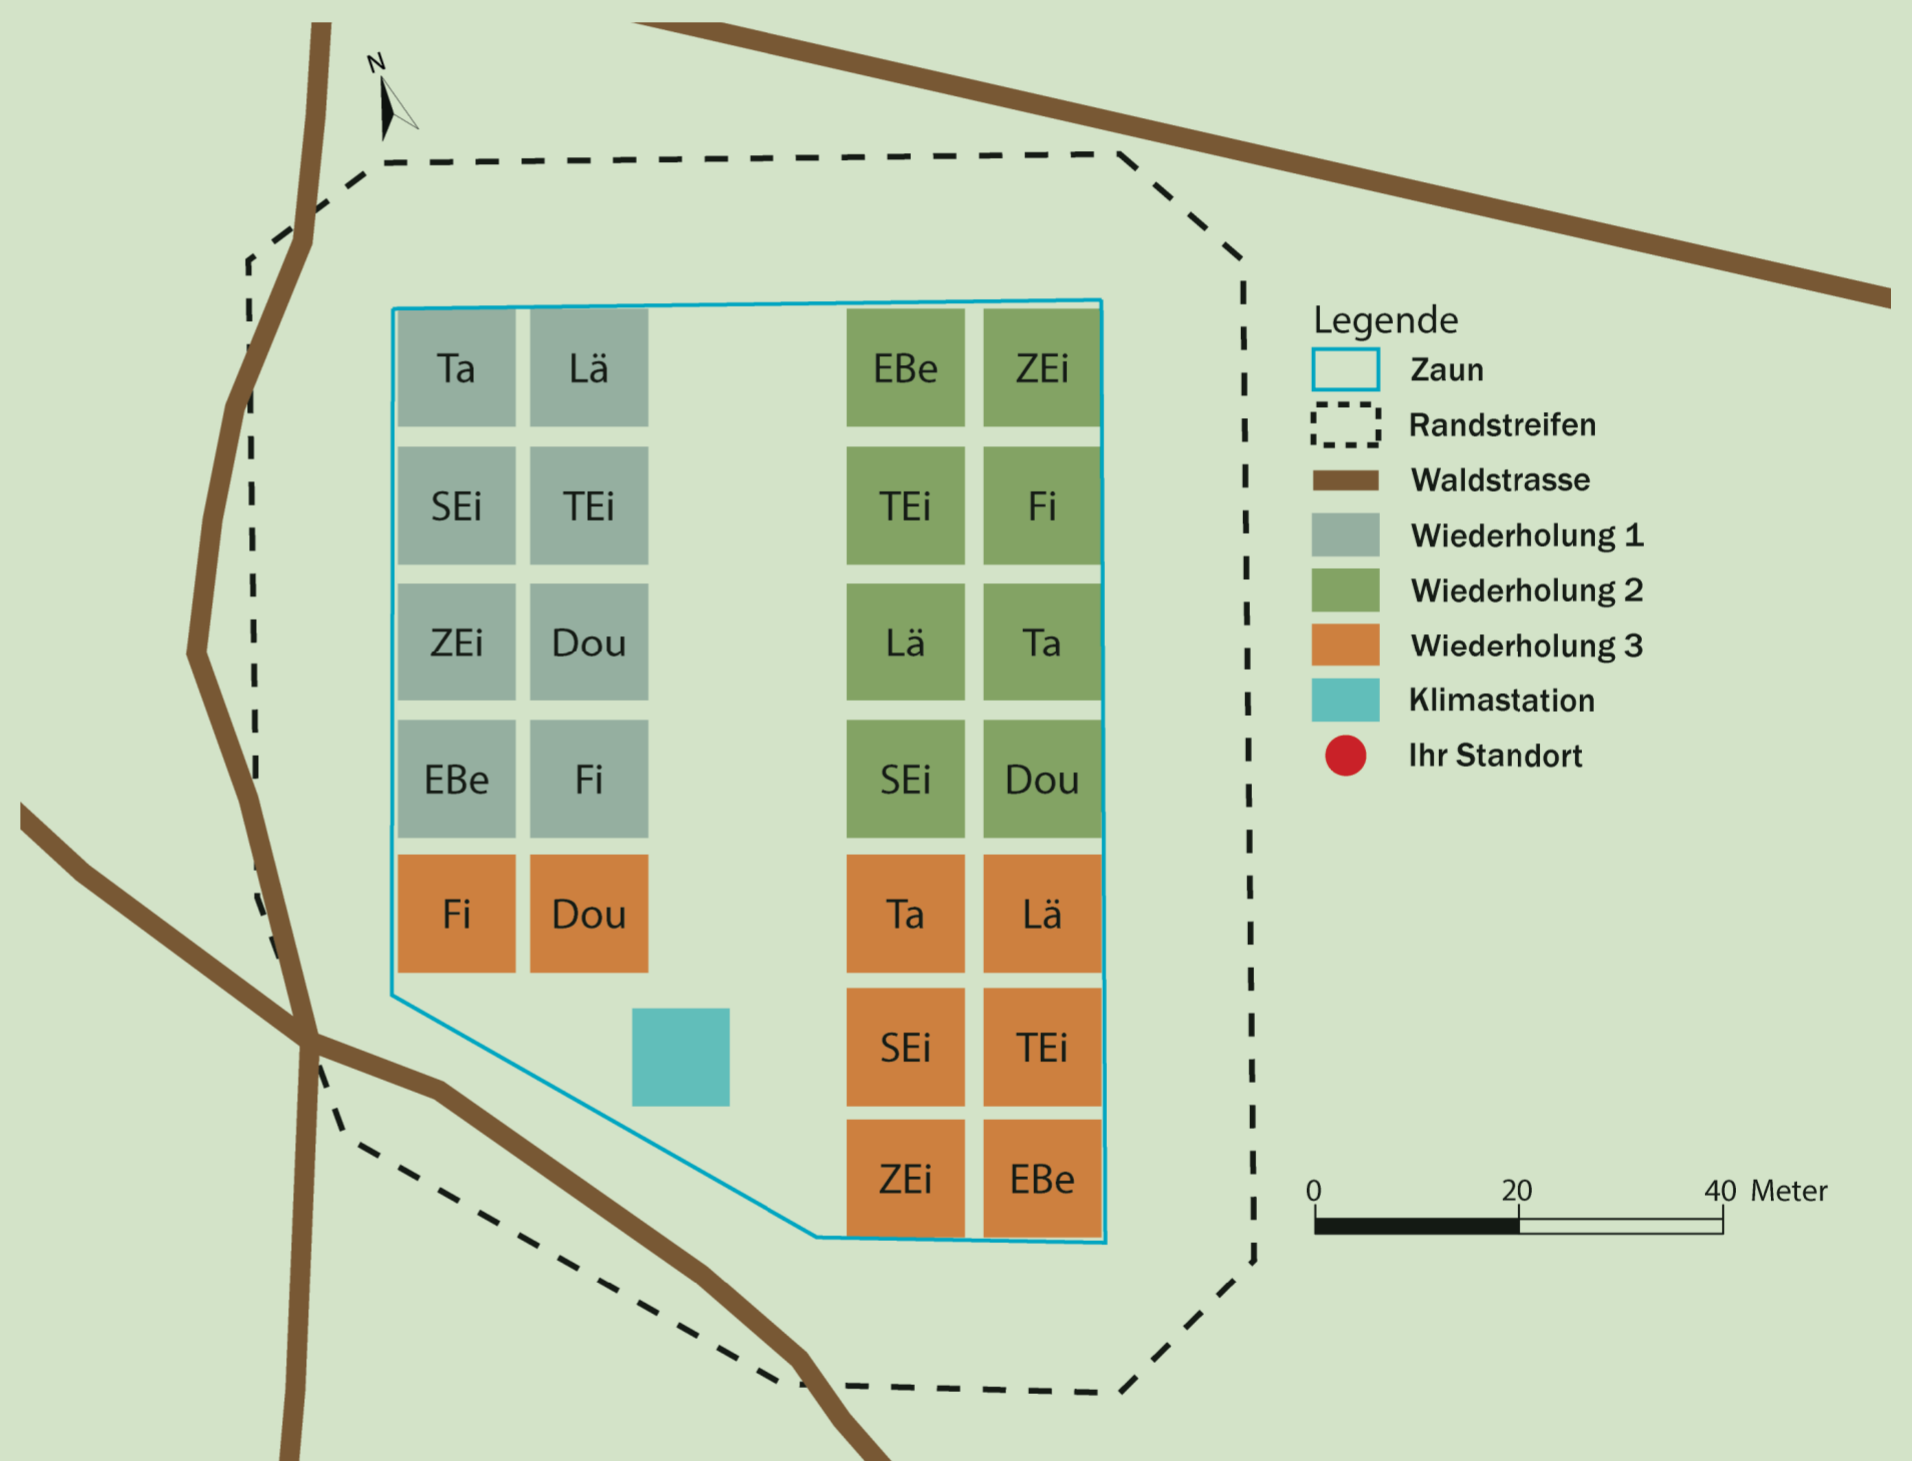 N
Ta Lä EBe ZEi
SEi TEi TEi Fi
ZEi Dou Lä Ta
EBe Fi SEi Dou
Fi Dou Ta Lä
SEi TEi
ZEi EBe
Legende
Zaun
Randstreifen
Waldstrasse
Wiederholung 1
Wiederholung 2
Wiederholung 3
Klimastation
Ihr Standort
0 20 40 Meter